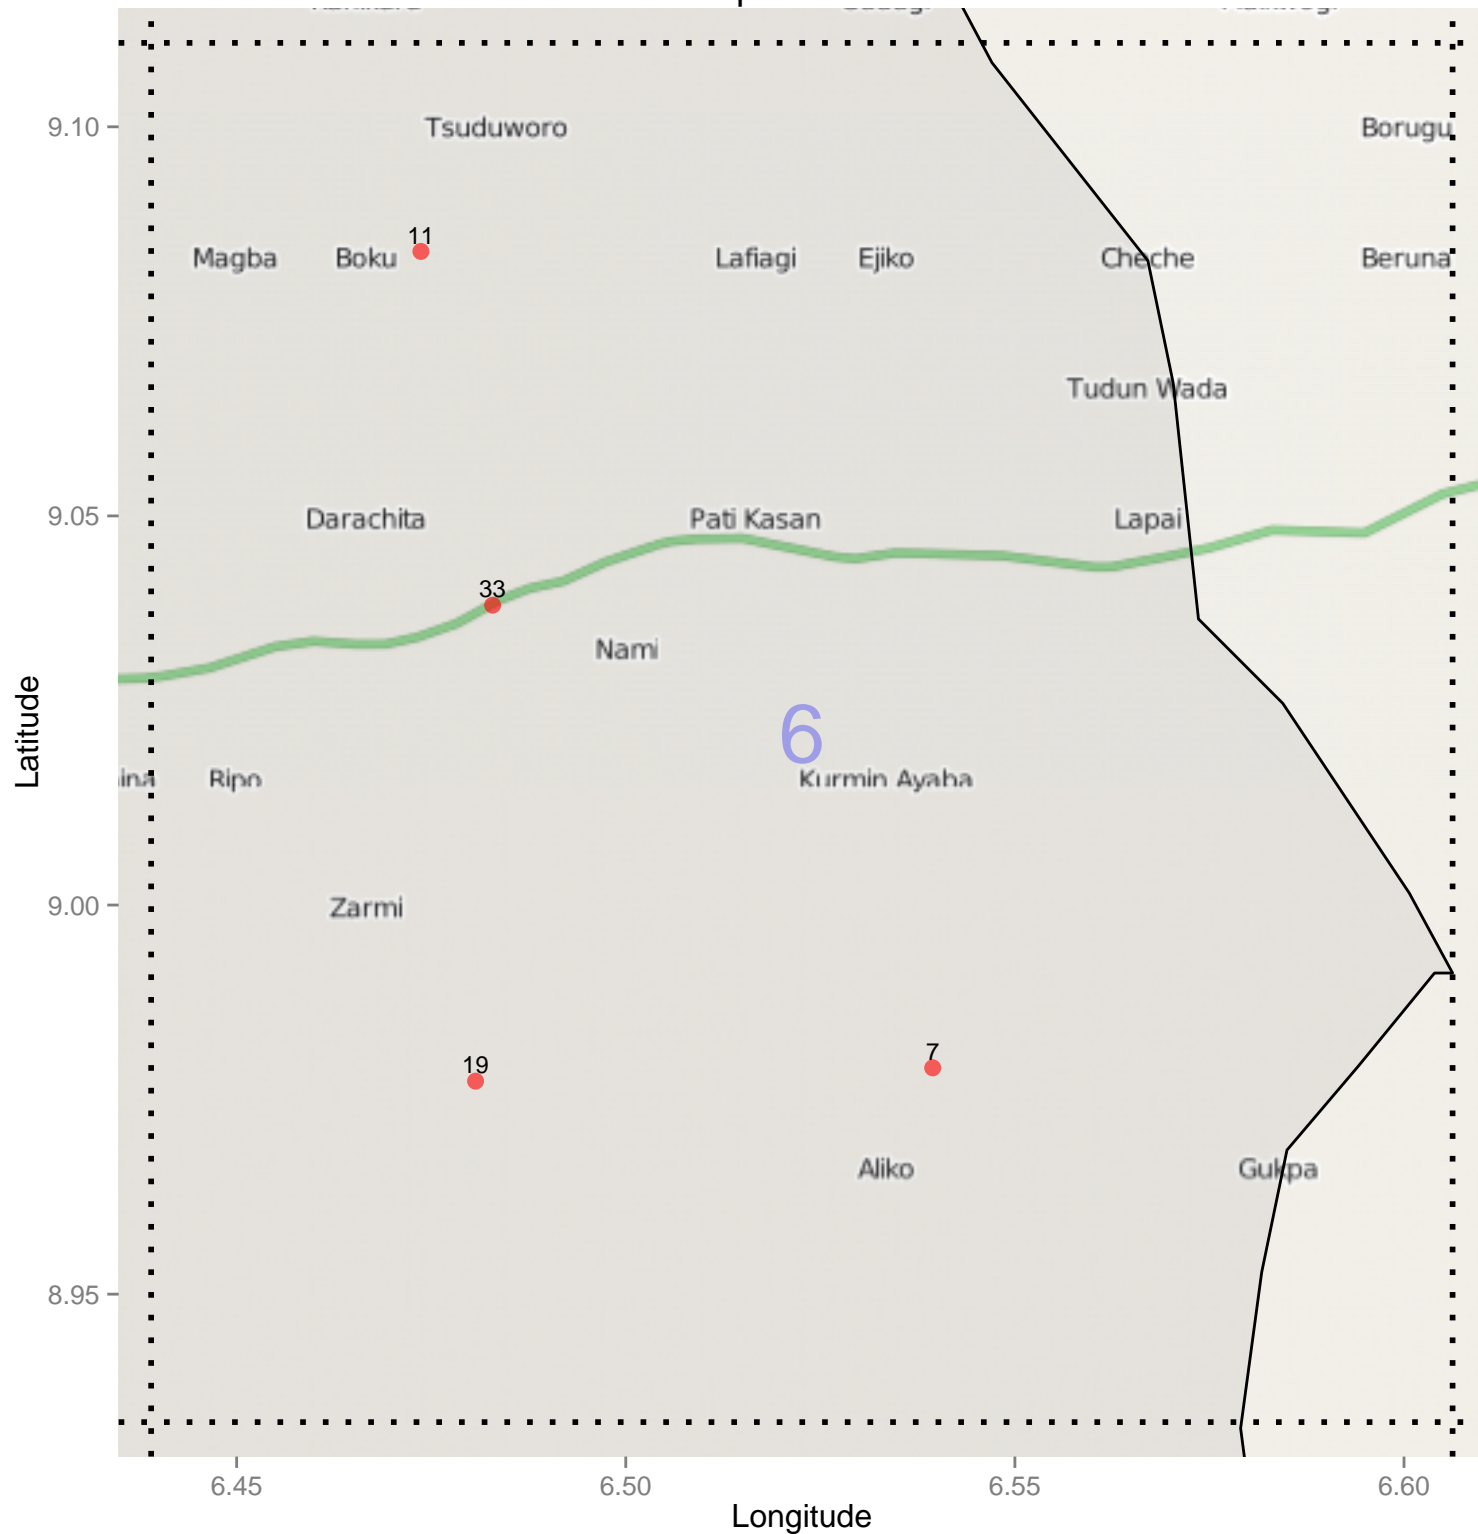 9.10
Tsuduworo
Borugu
11
Magba
Boku
Lafiagi
Ejiko
Cheche
Beruna
Tudun Wada
9.05
Darachita
Pati Kasan
Lapai
33
Nami
6
Latitude
Ripo
Kurmin Ayaba
9.00
Zarmi
19
7
Aliko
Gukpa
8.95
6.45
6.50
6.55
6.60
Longitude